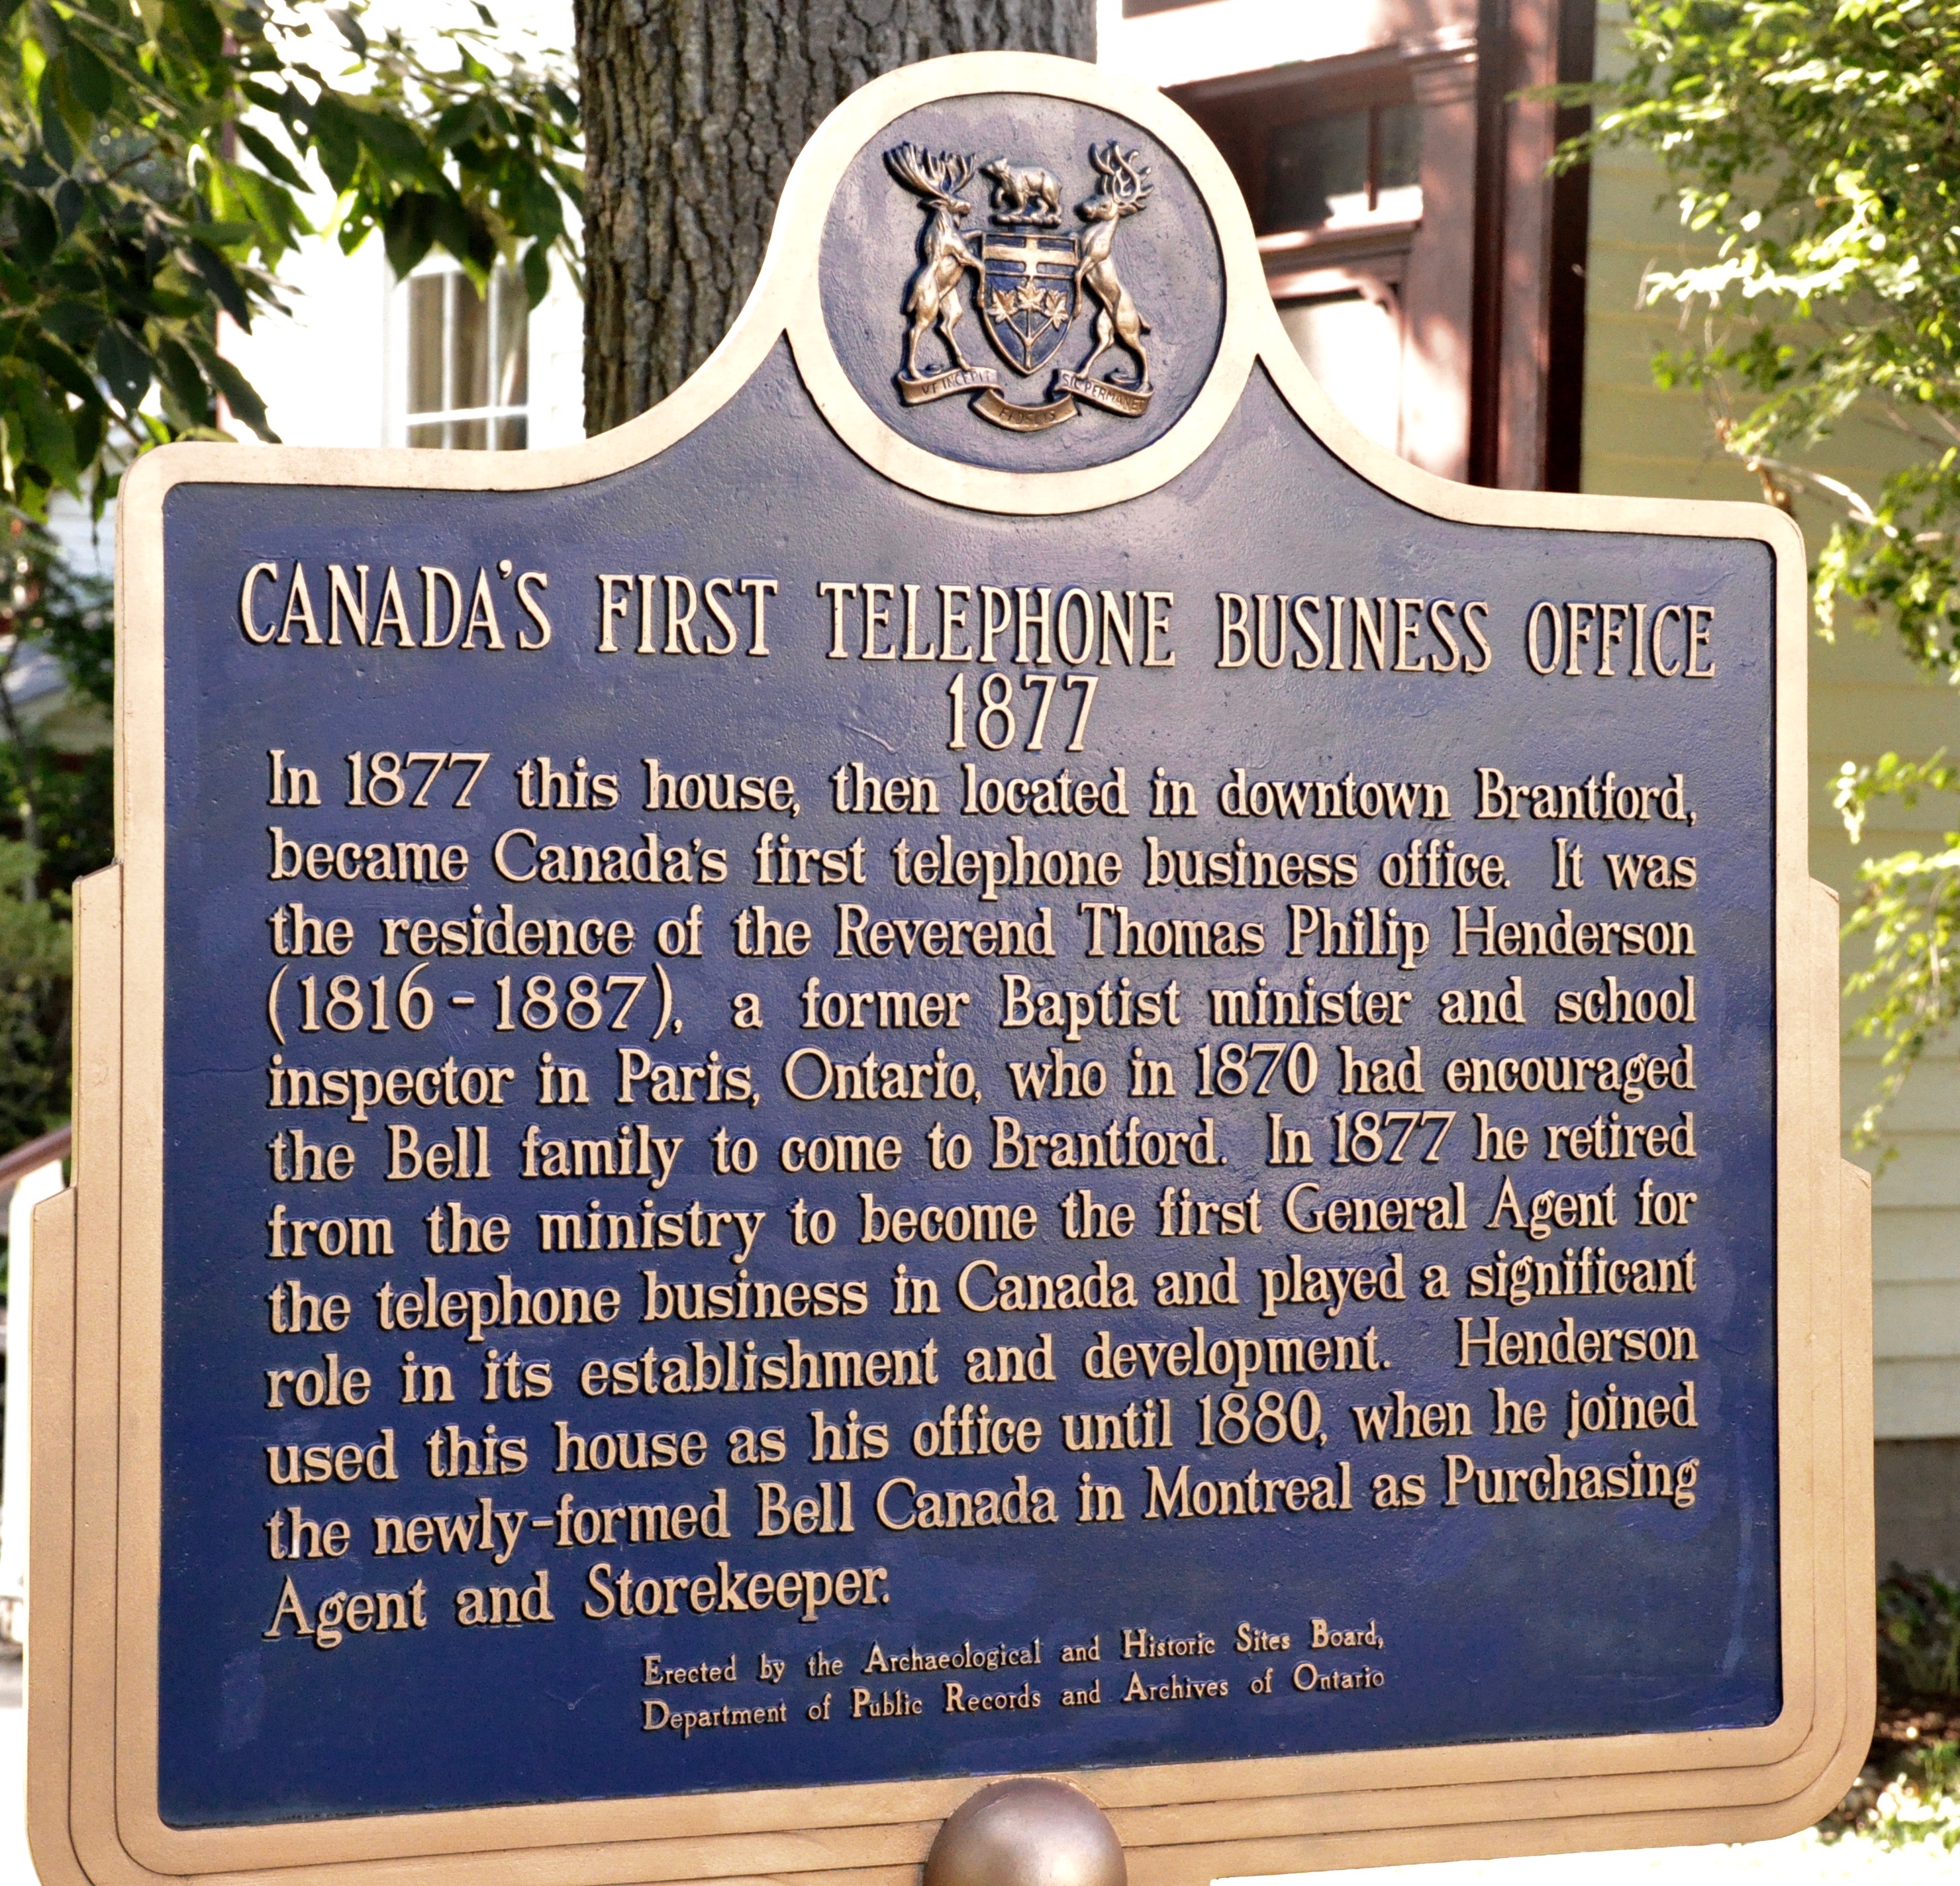 VT INCEPIT
FIDELIS
SIC PERMANET
CANADA'S FIRST TELEPHONE BUSINESS OFFICE
1877
In 1877 this house, then located in downtown Brantford,
became Canada's first telephone business office. It was
the residence of the Reverend Thomas Philip Henderson
(1816-1887), a former Baptist minister and school
inspector in Paris, Ontario, who in 1870 had encouraged
the Bell family to come to Brantford. In 1877 he retired
from the ministry to become the first General Agent for
the telephone business in Canada and played a significant
role in its establishment and development. Henderson
used this house as his office until 1880, when he joined
the newly-formed Bell Canada in Montreal as Purchasing
Agent and Storekeeper.
Erected by the Archaeological and Historic Sites Board,
Department of Public Records and Archives of Ontario